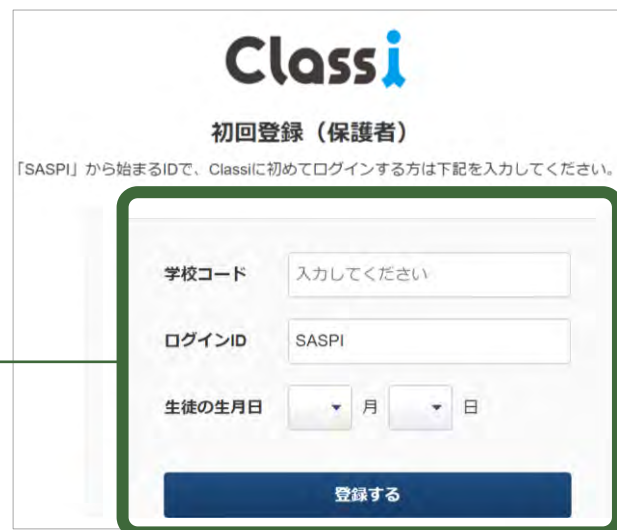 Classi
初回登録（保護者）
「SASPI」から始まるIDで、Classiに初めてログインする方は下記を入力してください。
学校コード 入力してください
ログインID SASPI
生徒の生月日 月 日
登録する